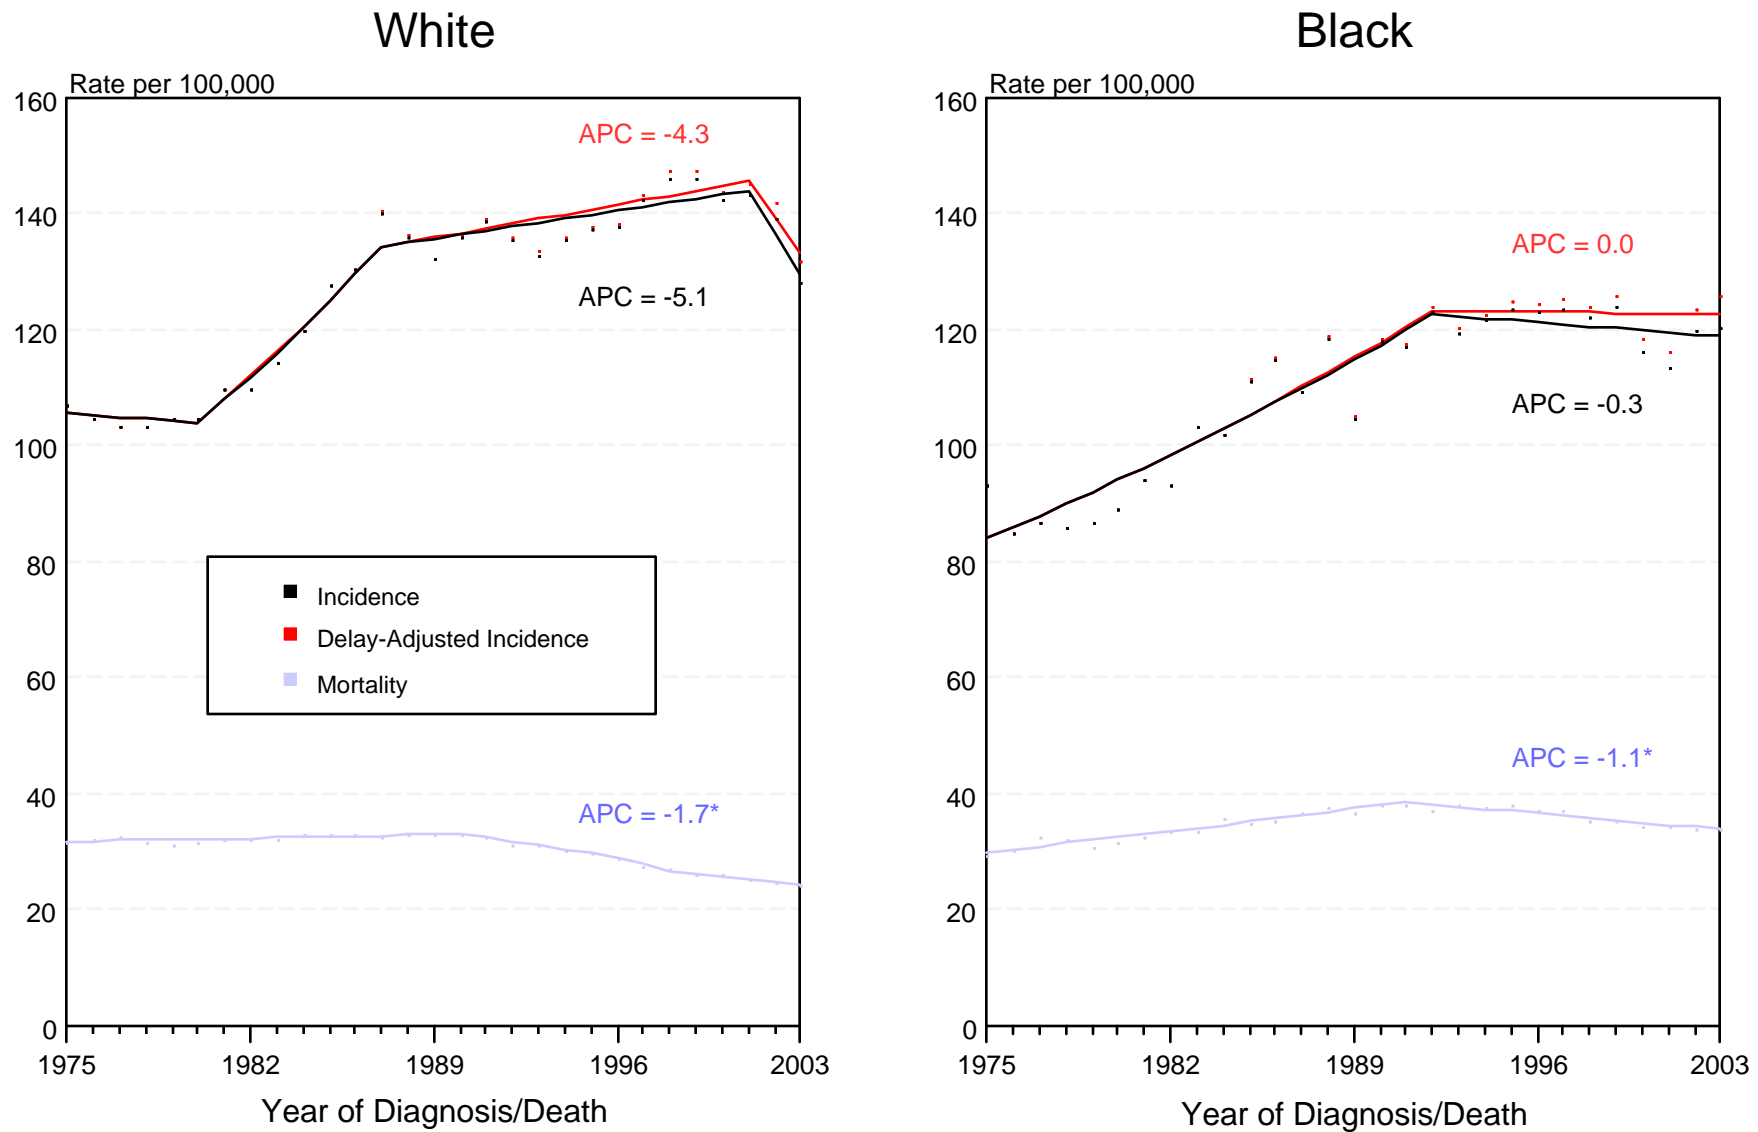 White
Rate per 100,000
160
140
120
100
80
60
40
20
0
APC = -4.3
APC = -5.1
Incidence
Delay-Adjusted Incidence
Mortality
APC = -1.7*
1975 1982 1989 1996 2003
Year of Diagnosis/Death
Black
Rate per 100,000
160
140
120
100
80
60
40
20
0
APC = 0.0
APC = -0.3
APC = -1.1*
1975 1982 1989 1996 2003
Year of Diagnosis/Death